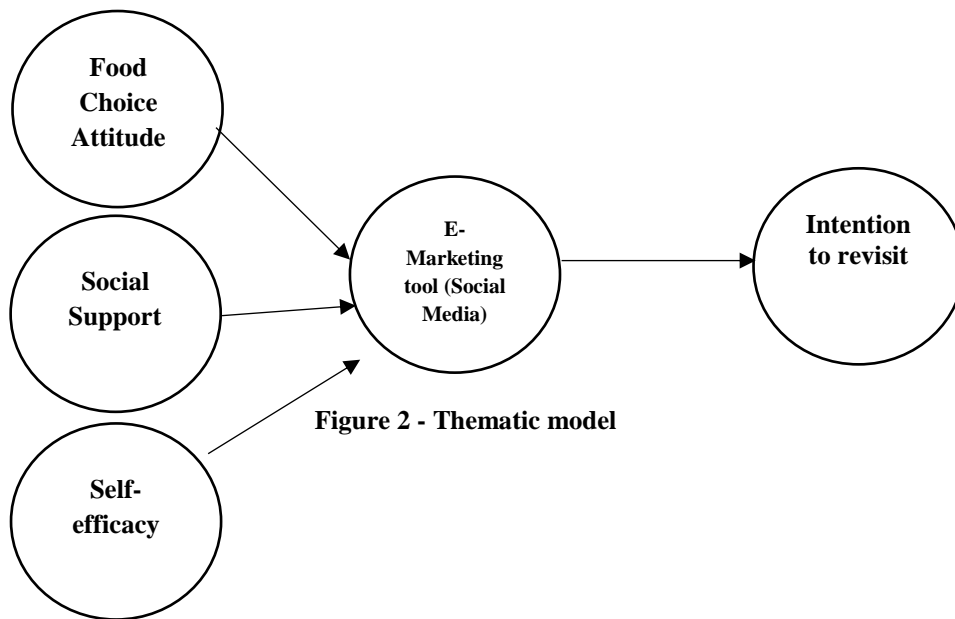 Food
Choice
Attitude
Social
Support
Self-
efficacy
E-
Marketing
tool (Social
Media)
Intention
to revisit
Figure 2 - Thematic model